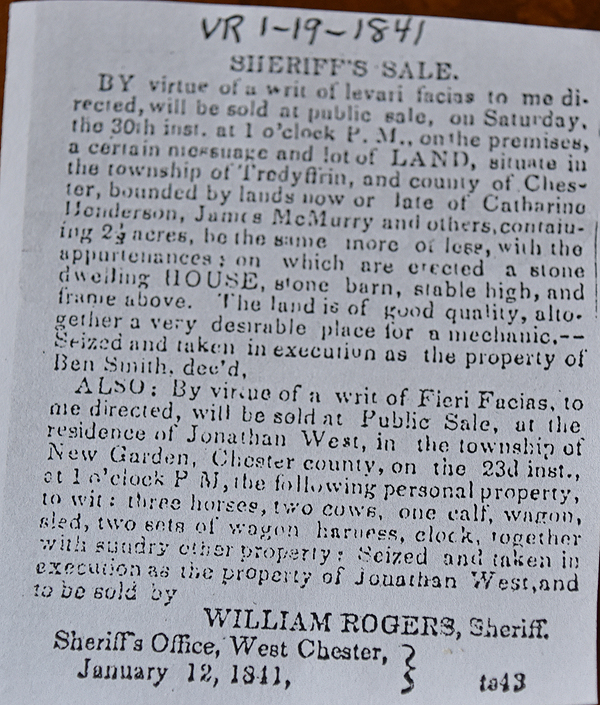 VR 1-19-1841
SHERIFF'S SALE.
BY virtue of a writ of levari facias to me di-
rected, will be sold at public sale, on Saturday,
the 30th inst. at 1 o'clock P. M., on the premises,
a certain messuage and lot of LAND, situate in
the township of Tredyffrin, and county of Ches-
ter, bounded by lands now or late of Catharine
Henderson, James McMurry and others, contain-
ing 2½ acres, be the same more or less, with the
appurtenances; on which are erected a stone
dwelling HOUSE, stone barn, stable high, and
frame above. The land is of good quality, alto-
gether a very desirable place for a mechanic.--
Seized and taken in execution as the property of
Ben Smith, dec'd,
ALSO: By virtue of a writ of Fieri Facias, to
me directed, will be sold at Public Sale, at the
residence of Jonathan West, in the township of
New Garden, Chester county, on the 23d inst.,
at 1 o'clock P M, the following personal property,
to wit: three horses, two cows, one calf, wagon,
sled, two sets of wagon harness, clock, together
with sundry other property: Seized and taken in
execution as the property of Jonathan West, and
to be sold by
WILLIAM ROGERS, Sheriff.
Sheriff's Office, West Chester, }
January 12, 1841, ts43